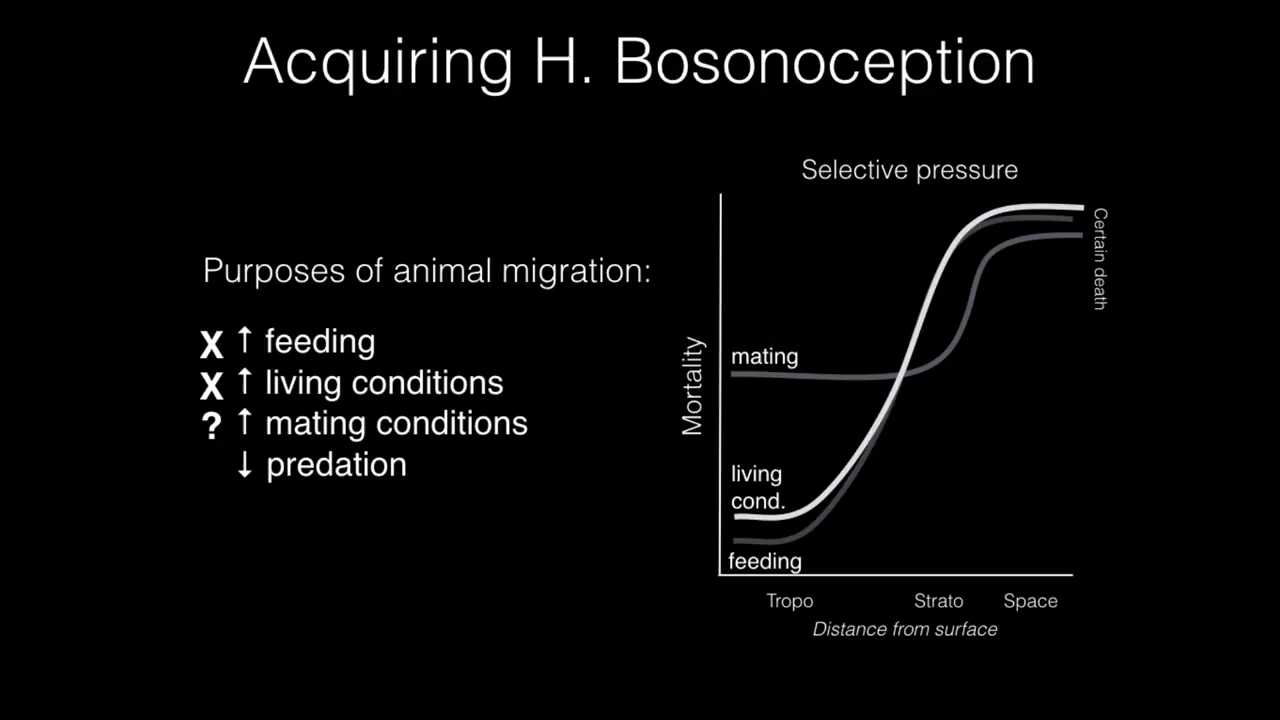 Acquiring H. Bosonoception
Purposes of animal migration:
X ↑ feeding
X ↑ living conditions
? ↑ mating conditions
↓ predation
Selective pressure
Certain death
Mortality
mating
living
cond.
feeding
Tropo Strato Space
Distance from surface